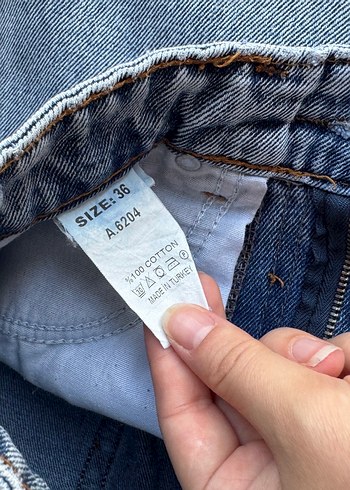 SIZE: 36
A.6204
%100 COTTON
MADE IN TURKEY